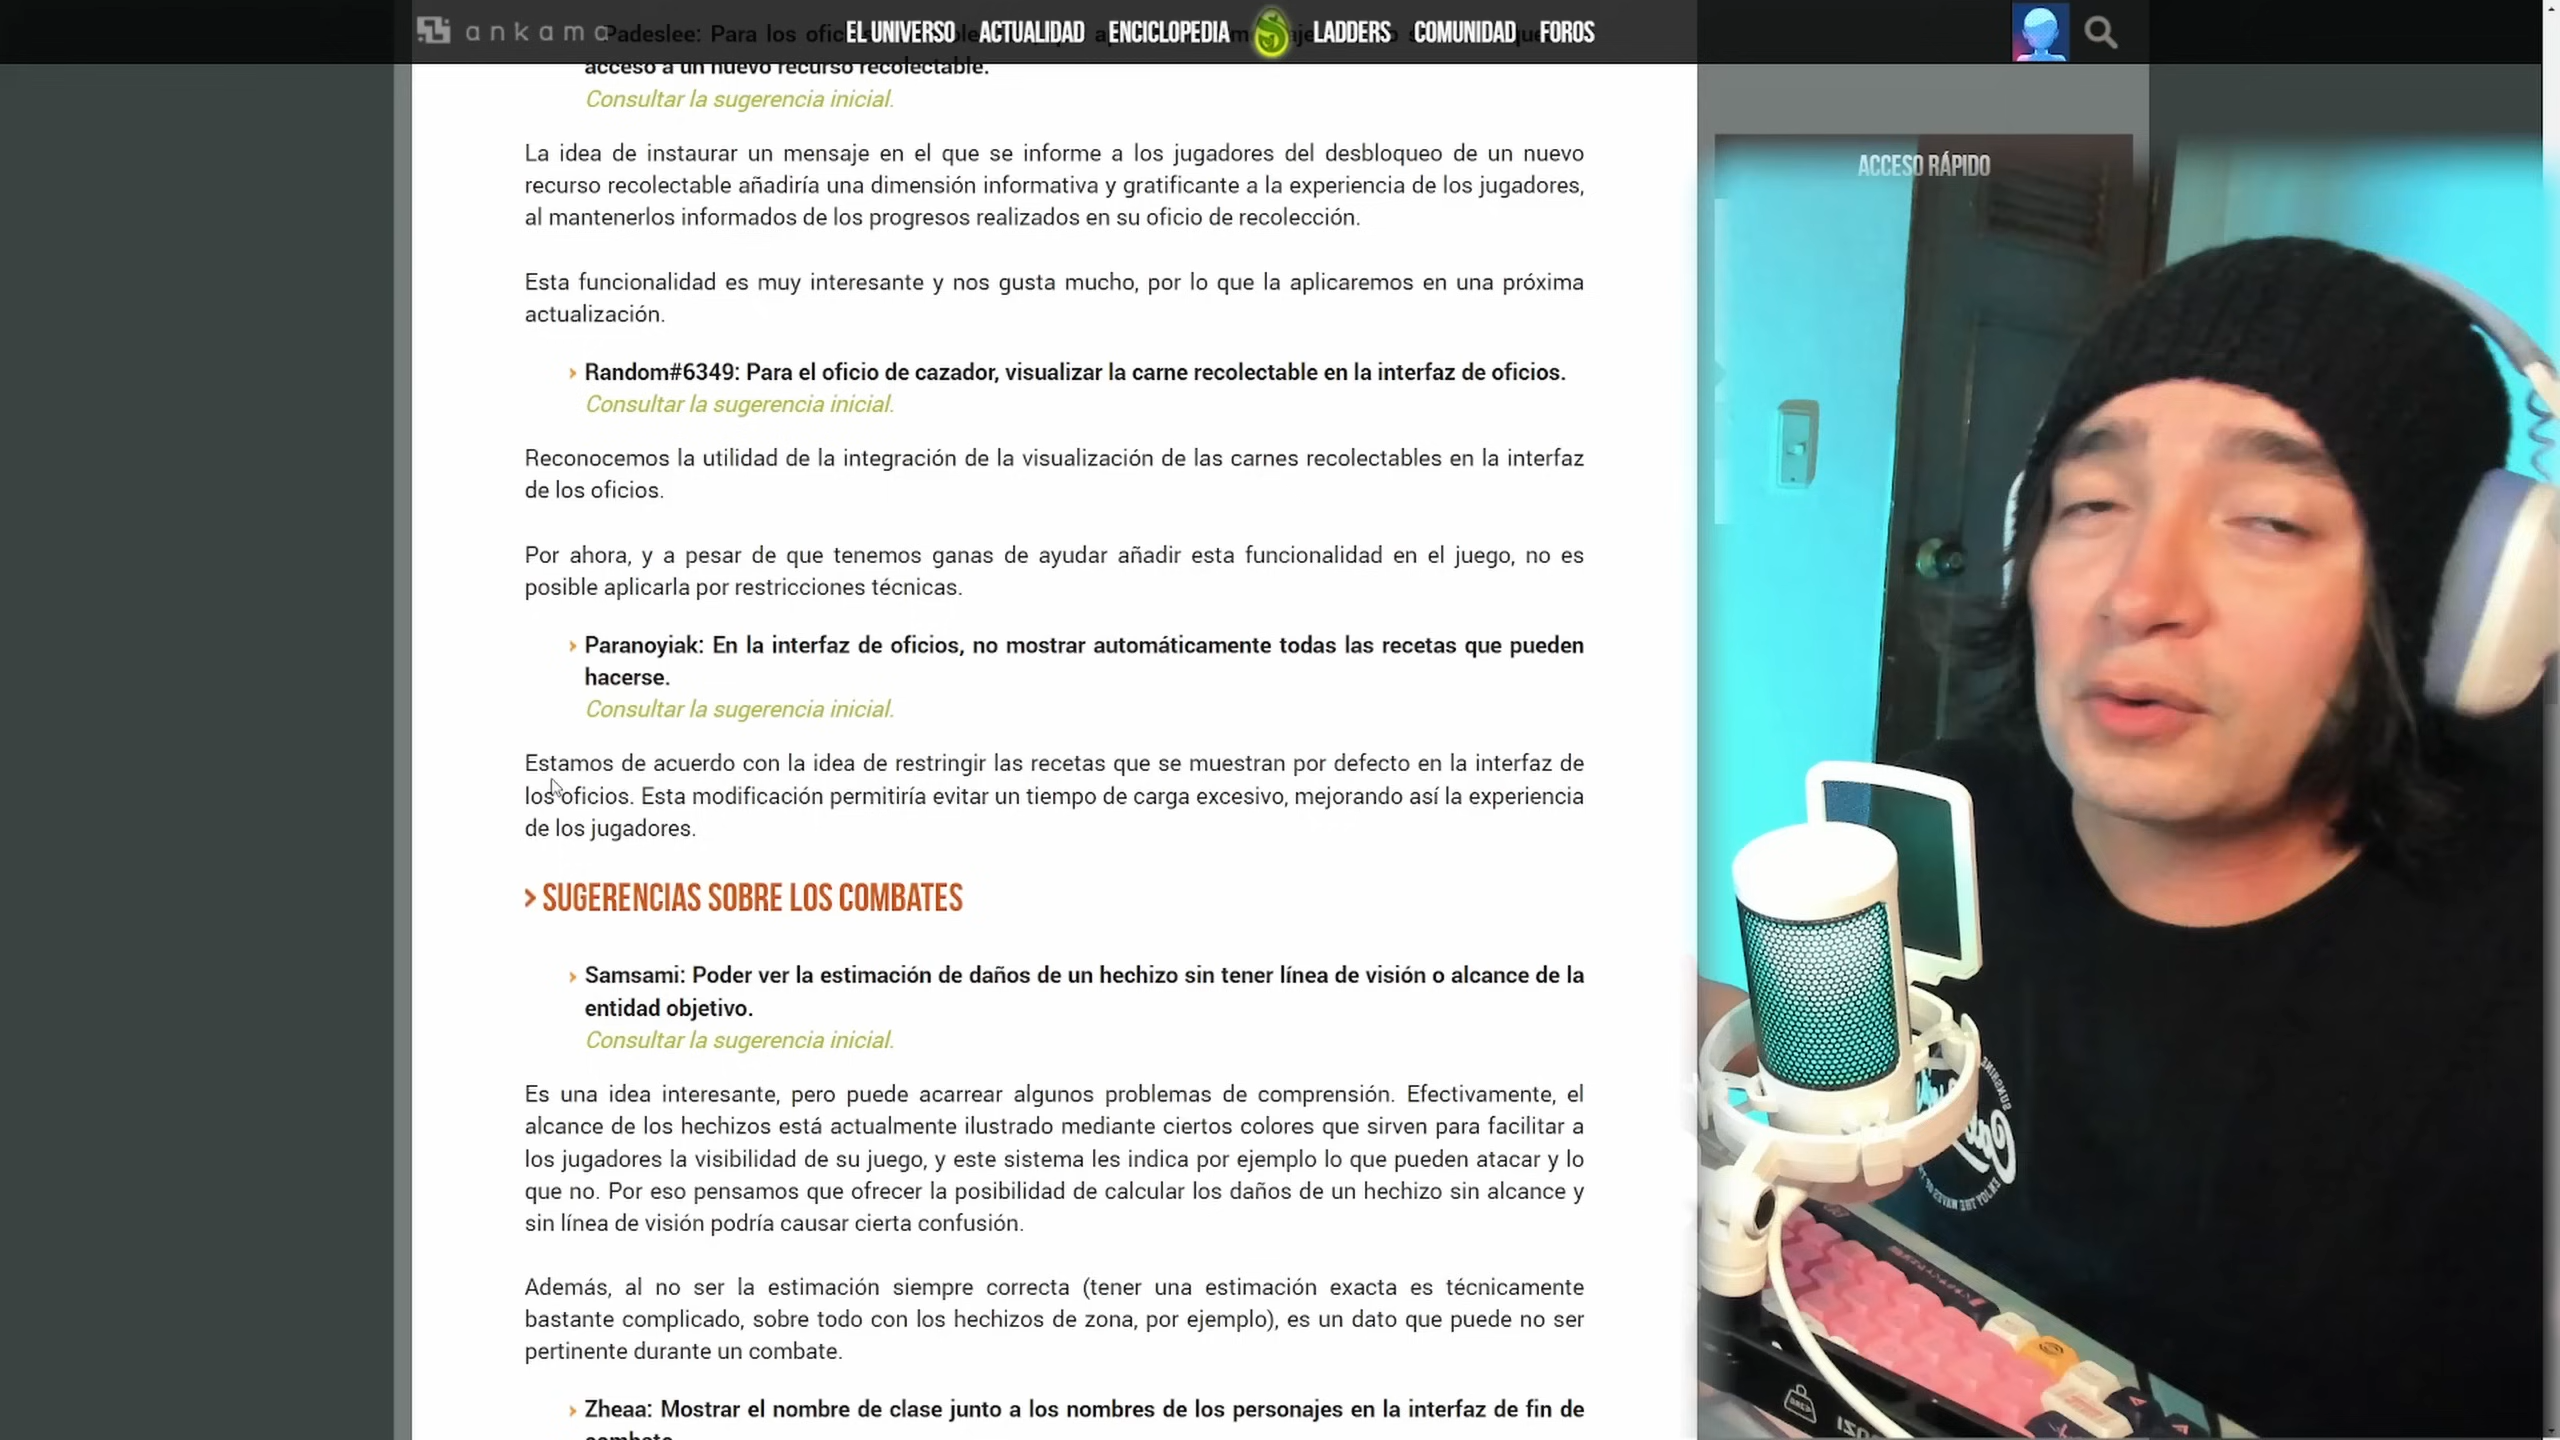 ankama
EL UNIVERSO ACTUALIDAD ENCICLOPEDIA LADDERS COMUNIDAD FOROS
Padeslee: Para los
acceso a un nuevo recurso recolectable.
Consultar la sugerencia inicial.
La idea de instaurar un mensaje en el que se informe a los jugadores del desbloqueo de un nuevo
recurso recolectable añadiría una dimensión informativa y gratificante a la experiencia de los jugadores,
al mantenerlos informados de los progresos realizados en su oficio de recolección.
Esta funcionalidad es muy interesante y nos gusta mucho, por lo que la aplicaremos en una próxima
actualización.
› Random#6349: Para el oficio de cazador, visualizar la carne recolectable en la interfaz de oficios.
Consultar la sugerencia inicial.
Reconocemos la utilidad de la integración de la visualización de las carnes recolectables en la interfaz
de los oficios.
Por ahora, y a pesar de que tenemos ganas de ayudar añadir esta funcionalidad en el juego, no es
posible aplicarla por restricciones técnicas.
› Paranoyiak: En la interfaz de oficios, no mostrar automáticamente todas las recetas que pueden
hacerse.
Consultar la sugerencia inicial.
Estamos de acuerdo con la idea de restringir las recetas que se muestran por defecto en la interfaz de
los oficios. Esta modificación permitiría evitar un tiempo de carga excesivo, mejorando así la experiencia
de los jugadores.
> SUGERENCIAS SOBRE LOS COMBATES
› Samsami: Poder ver la estimación de daños de un hechizo sin tener línea de visión o alcance de la
entidad objetivo.
Consultar la sugerencia inicial.
Es una idea interesante, pero puede acarrear algunos problemas de comprensión. Efectivamente, el
alcance de los hechizos está actualmente ilustrado mediante ciertos colores que sirven para facilitar a
los jugadores la visibilidad de su juego, y este sistema les indica por ejemplo lo que pueden atacar y lo
que no. Por eso pensamos que ofrecer la posibilidad de calcular los daños de un hechizo sin alcance y
sin línea de visión podría causar cierta confusión.
Además, al no ser la estimación siempre correcta (tener una estimación exacta es técnicamente
bastante complicado, sobre todo con los hechizos de zona, por ejemplo), es un dato que puede no ser
pertinente durante un combate.
› Zheaa: Mostrar el nombre de clase junto a los nombres de los personajes en la interfaz de fin de
combate.
ACCESO RÁPIDO